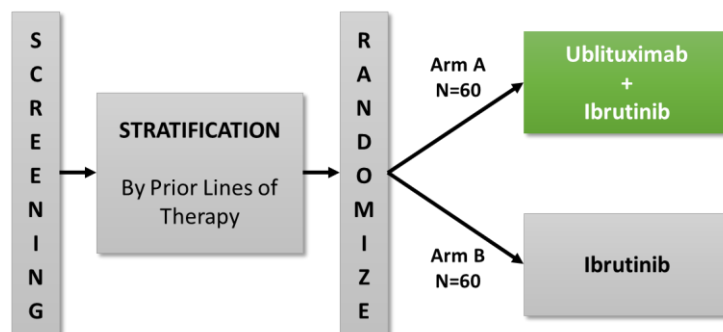 SCREENING
STRATIFICATION
By Prior Lines of
Therapy
RANDOMIZE
Arm A
N=60
Ublituximab
+
Ibrutinib
Arm B
N=60
Ibrutinib